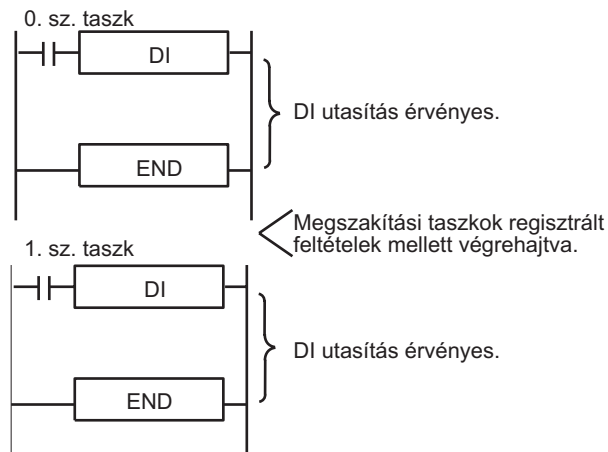 0. sz. taszk
DI
DI utasítás érvényes.
END
Megszakítási taszkok regisztrált
feltételek mellett végrehajtva.
1. sz. taszk
DI
DI utasítás érvényes.
END